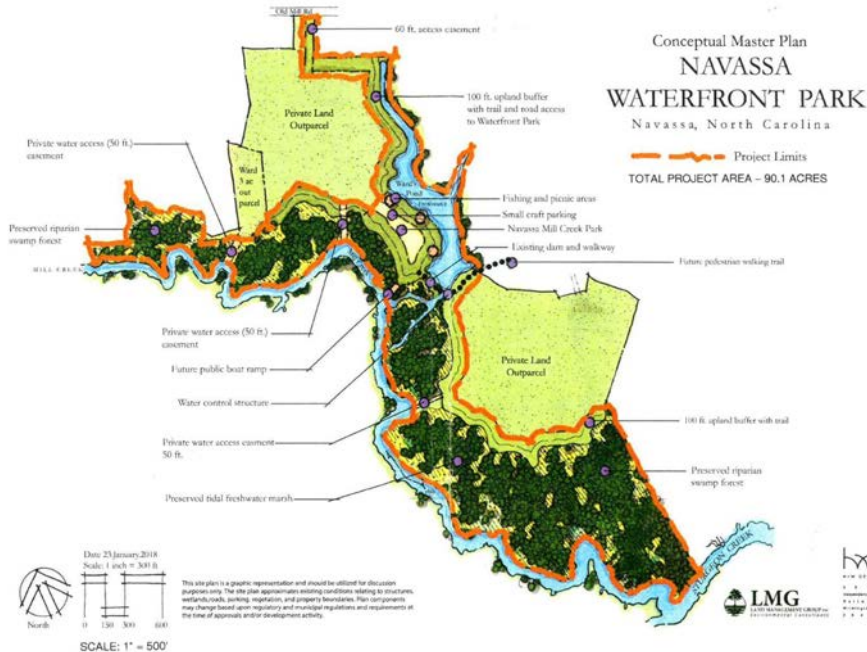 Old Mill Rd
60 ft. access easement
Conceptual Master Plan
NAVASSA
WATERFRONT PARK
Navassa, North Carolina
Project Limits
TOTAL PROJECT AREA – 90.1 ACRES
100 ft. upland buffer
with trail and road access
to Waterfront Park
Private Land
Outparcel
Private water access (50 ft.)
easement
Ward
3 ac
out
parcel
Pond
Fishing and picnic areas
Small craft parking
Navassa Mill Creek Park
Existing dam and walkway
Future pedestrian walking trail
Preserved riparian
swamp forest
MILL CREEK
Private water access (50 ft.)
easement
Future public boat ramp
Water control structure
Private water access easment
50 ft.
Preserved tidal freshwater marsh
Private Land
Outparcel
100 ft. upland buffer with trail
Preserved riparian
swamp forest
STURGEON CREEK
Date 23 January, 2018
Scale: 1 inch = 300 ft
0 150 300 600
North
SCALE: 1" = 500'
This site plan is a graphic representation and should be utilized for discussion
purposes only. The site plan approximates existing conditions relating to structures,
wetlands, roads, parking, vegetation, and property boundaries. Plan components
may change based upon regulatory and municipal regulations and requirements at
the time of approvals and/or development activity.
LMG
LAND MANAGEMENT GROUP INC
Environmental Consultants